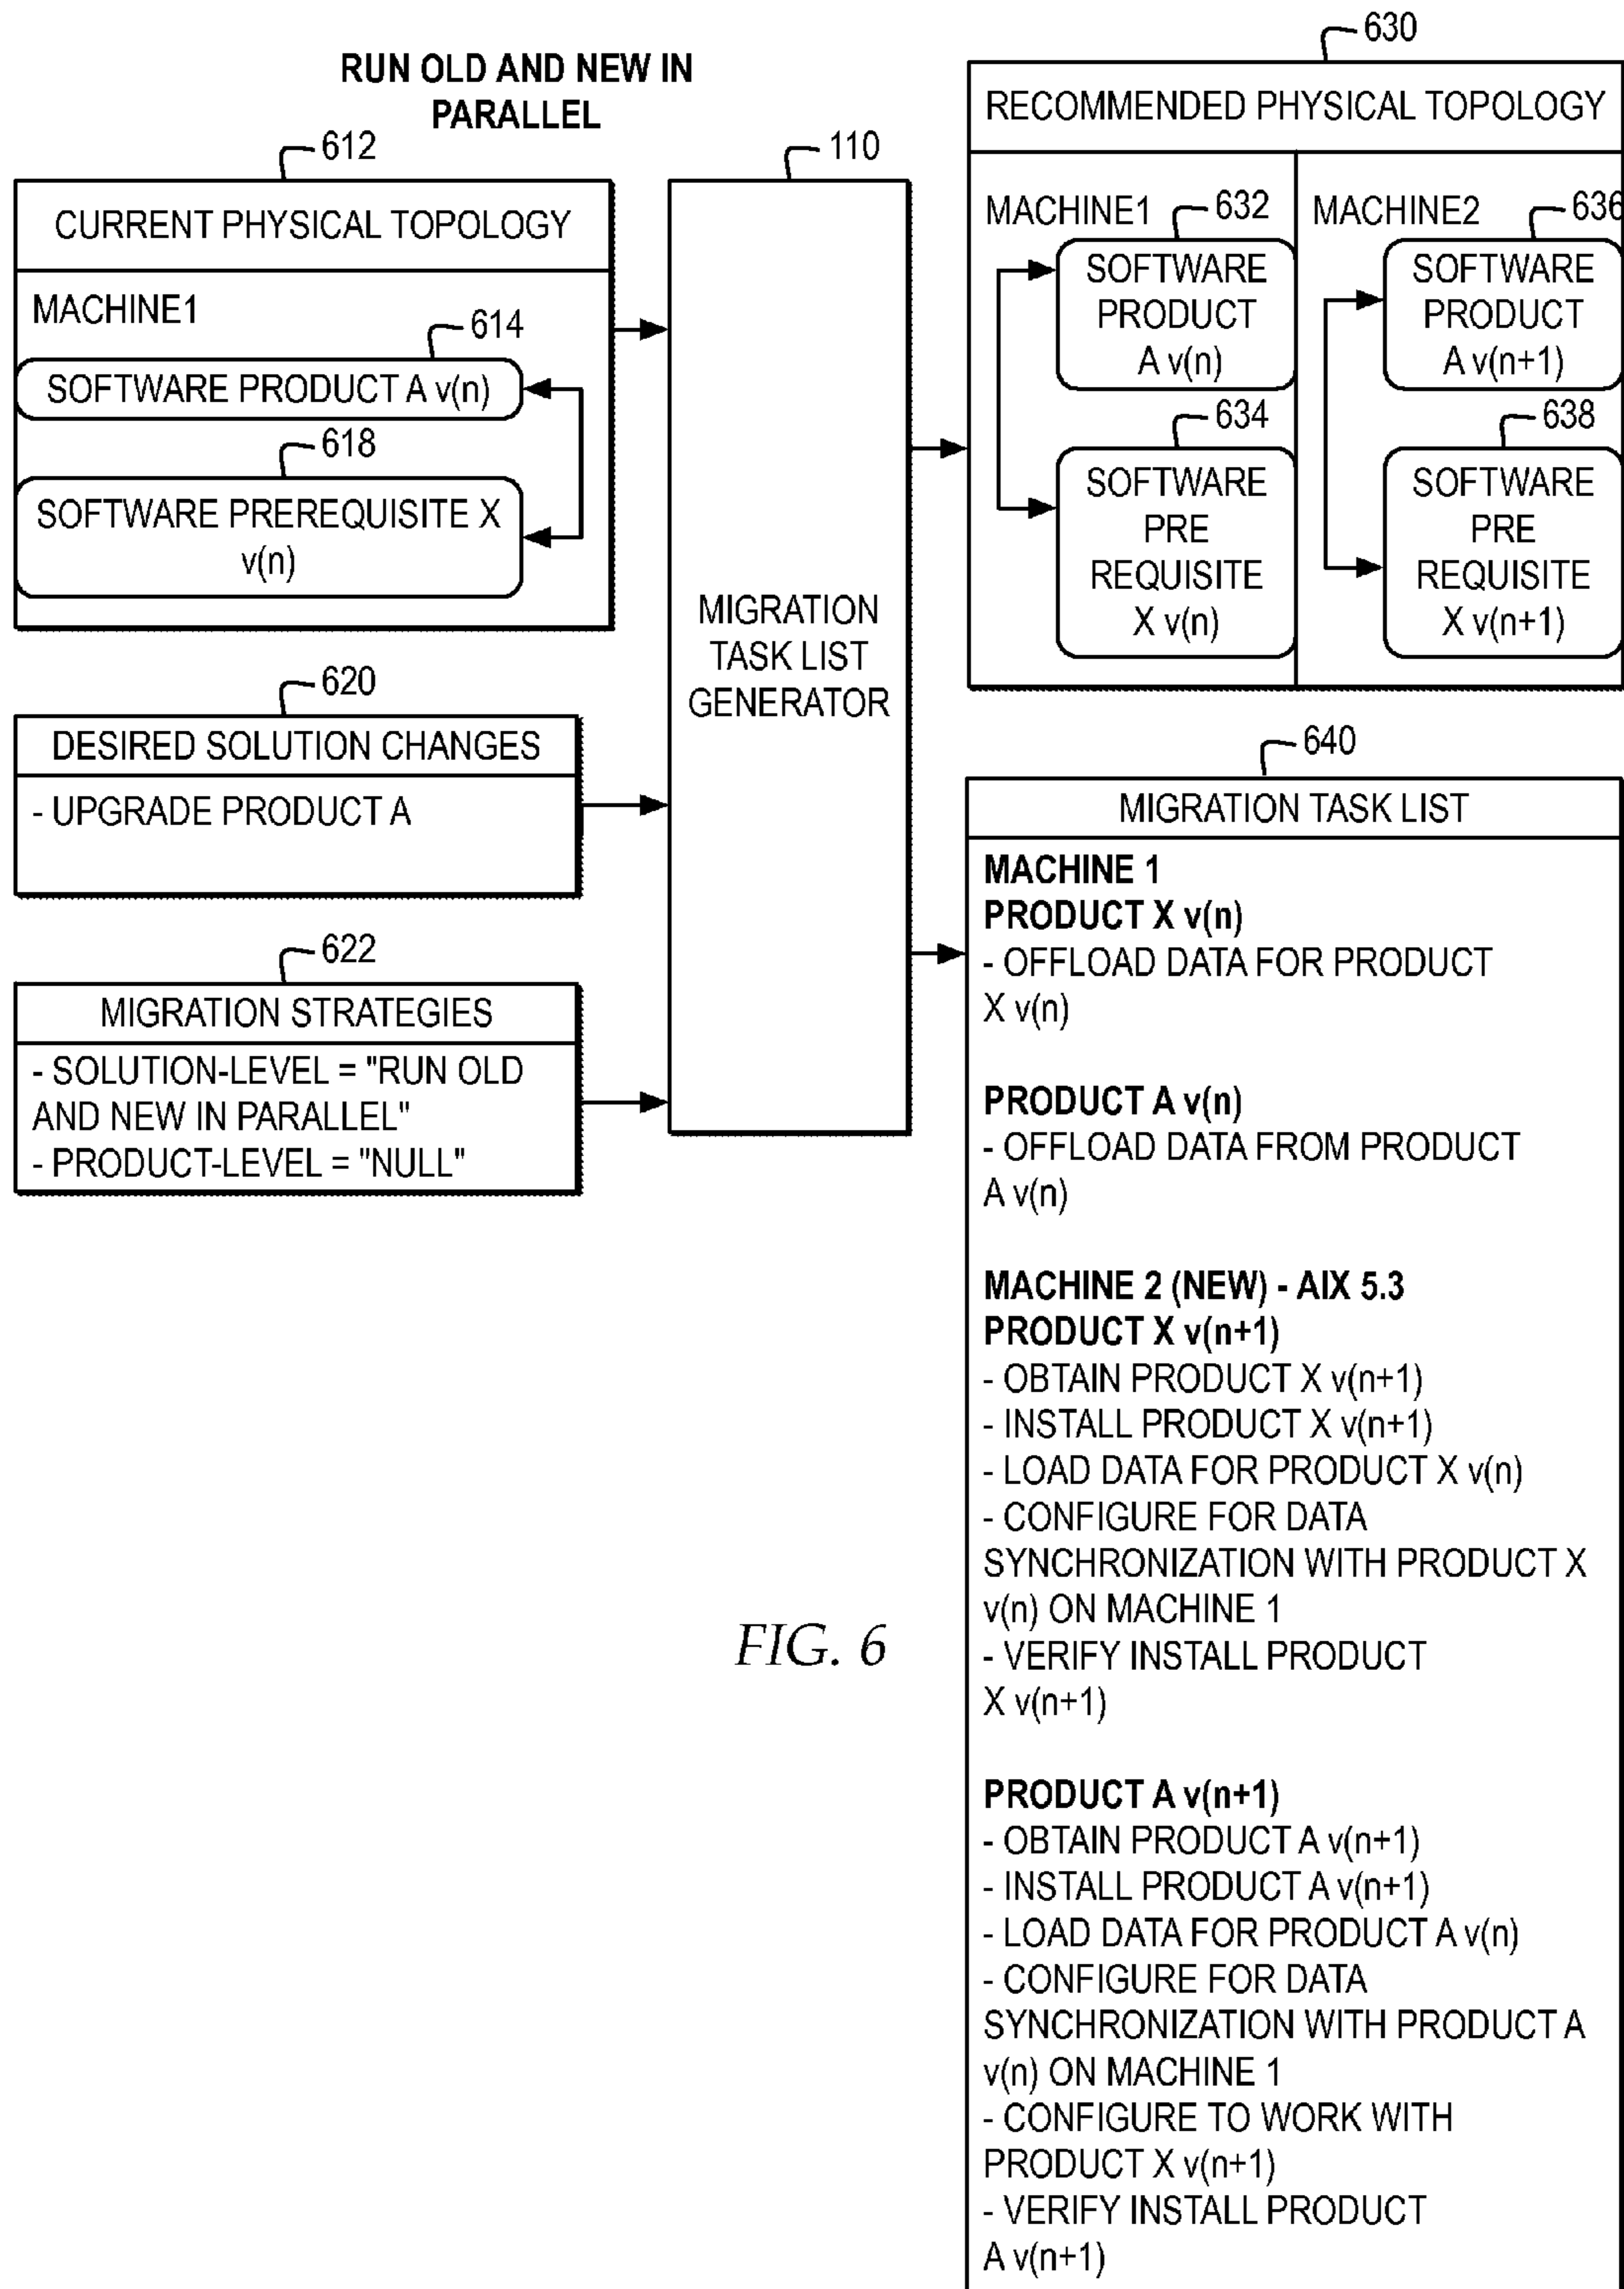 RUN OLD AND NEW IN
PARALLEL
612
CURRENT PHYSICAL TOPOLOGY
MACHINE1
614
SOFTWARE PRODUCT A v(n)
618
SOFTWARE PREREQUISITE X
v(n)
620
DESIRED SOLUTION CHANGES
- UPGRADE PRODUCT A
622
MIGRATION STRATEGIES
- SOLUTION-LEVEL = "RUN OLD
AND NEW IN PARALLEL"
- PRODUCT-LEVEL = "NULL"
110
MIGRATION
TASK LIST
GENERATOR
630
RECOMMENDED PHYSICAL TOPOLOGY
MACHINE1
632
SOFTWARE
PRODUCT
A v(n)
634
SOFTWARE
PRE
REQUISITE
X v(n)
MACHINE2
636
SOFTWARE
PRODUCT
A v(n+1)
638
SOFTWARE
PRE
REQUISITE
X v(n+1)
640
MIGRATION TASK LIST
MACHINE 1
PRODUCT X v(n)
- OFFLOAD DATA FOR PRODUCT
X v(n)
PRODUCT A v(n)
- OFFLOAD DATA FROM PRODUCT
A v(n)
MACHINE 2 (NEW) - AIX 5.3
PRODUCT X v(n+1)
- OBTAIN PRODUCT X v(n+1)
- INSTALL PRODUCT X v(n+1)
- LOAD DATA FOR PRODUCT X v(n)
- CONFIGURE FOR DATA
SYNCHRONIZATION WITH PRODUCT X
v(n) ON MACHINE 1
- VERIFY INSTALL PRODUCT
X v(n+1)
PRODUCT A v(n+1)
- OBTAIN PRODUCT A v(n+1)
- INSTALL PRODUCT A v(n+1)
- LOAD DATA FOR PRODUCT A v(n)
- CONFIGURE FOR DATA
SYNCHRONIZATION WITH PRODUCT A
v(n) ON MACHINE 1
- CONFIGURE TO WORK WITH
PRODUCT X v(n+1)
- VERIFY INSTALL PRODUCT
A v(n+1)
FIG. 6